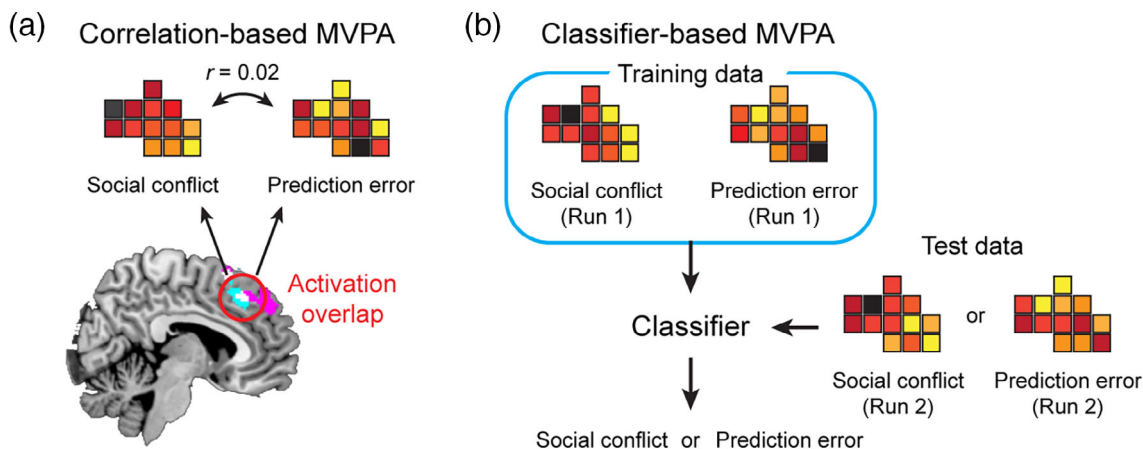 (a)
Correlation-based MVPA
r = 0.02
Social conflict
Prediction error
Activation
overlap
(b)
Classifier-based MVPA
Training data
Social conflict
(Run 1)
Prediction error
(Run 1)
Test data
or
Social conflict
(Run 2)
Prediction error
(Run 2)
Classifier
Social conflict or Prediction error